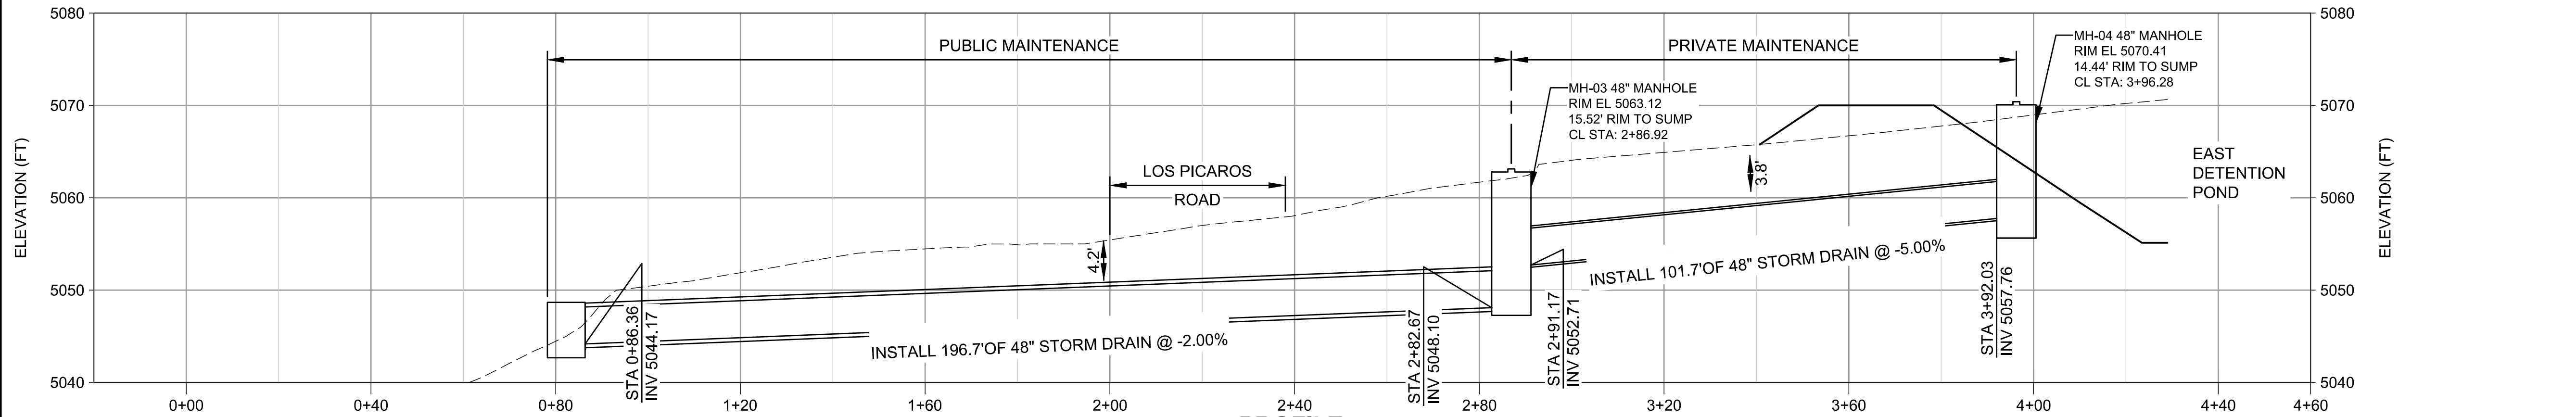 5080
5070
5060
5050
5040
ELEVATION (FT)
PUBLIC MAINTENANCE
PRIVATE MAINTENANCE
MH-04 48" MANHOLE
RIM EL 5070.41
14.44' RIM TO SUMP
CL STA: 3+96.28
MH-03 48" MANHOLE
RIM EL 5063.12
15.52' RIM TO SUMP
CL STA: 2+86.92
LOS PICAROS
ROAD
4.2'
3.8'
EAST
DETENTION
POND
INSTALL 196.7'OF 48" STORM DRAIN @ -2.00%
INSTALL 101.7'OF 48" STORM DRAIN @ -5.00%
STA 0+86.36
INV 5044.17
STA 2+82.67
INV 5048.10
STA 2+91.17
INV 5052.71
STA 3+92.03
INV 5057.76
5080
5070
5060
5050
5040
ELEVATION (FT)
0+00 0+40 0+80 1+20 1+60 2+00 2+40 2+80 3+20 3+60 4+00 4+40 4+60